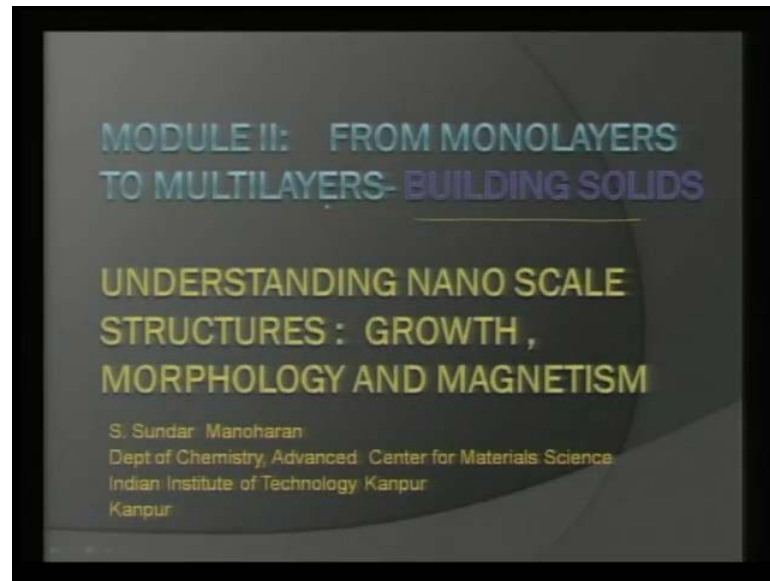 MODULE II: FROM MONOLAYERS
TO MULTILAYERS- BUILDING SOLIDS
UNDERSTANDING NANO SCALE
STRUCTURES : GROWTH ,
MORPHOLOGY AND MAGNETISM
S. Sundar Manoharan
Dept of Chemistry, Advanced Center for Materials Science
Indian Institute of Technology Kanpur
Kanpur